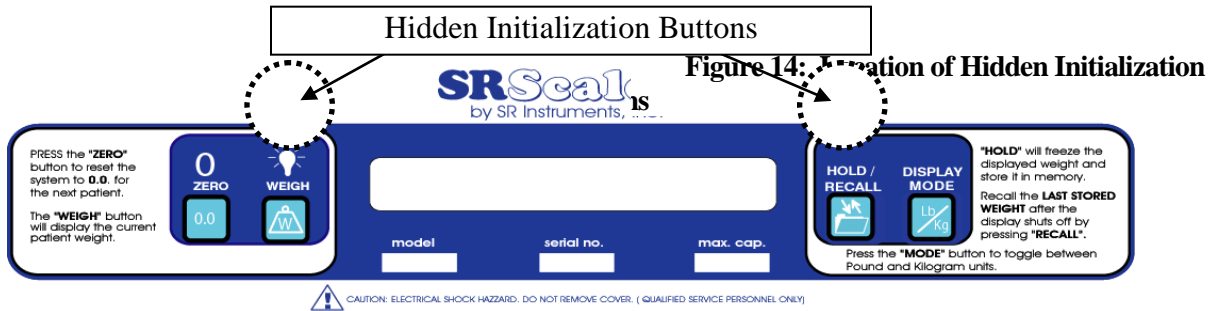 Hidden Initialization Buttons
Figure 14: Location of Hidden Initialization
SRScal
ns
by SR Instruments,
PRESS the "ZERO"
button to reset the
system to 0.0. for
the next patient.
The "WEIGH" button
will display the current
patient weight.
0
ZERO
WEIGH
0.0
W
model
serial no.
max. cap.
HOLD /
RECALL
DISPLAY
MODE
Lb/Kg
"HOLD" will freeze the
displayed weight and
store it in memory.
Recall the LAST STORED
WEIGHT after the
display shuts off by
pressing "RECALL".
Press the "MODE" button to toggle between
Pound and Kilogram units.
CAUTION: ELECTRICAL SHOCK HAZZARD. DO NOT REMOVE COVER. ( QUALIFIED SERVICE PERSONNEL ONLY)